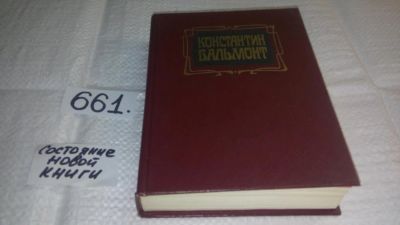 КОНСТАНТИН
БАЛЬМОНТ
661.
состояние
новой
книги